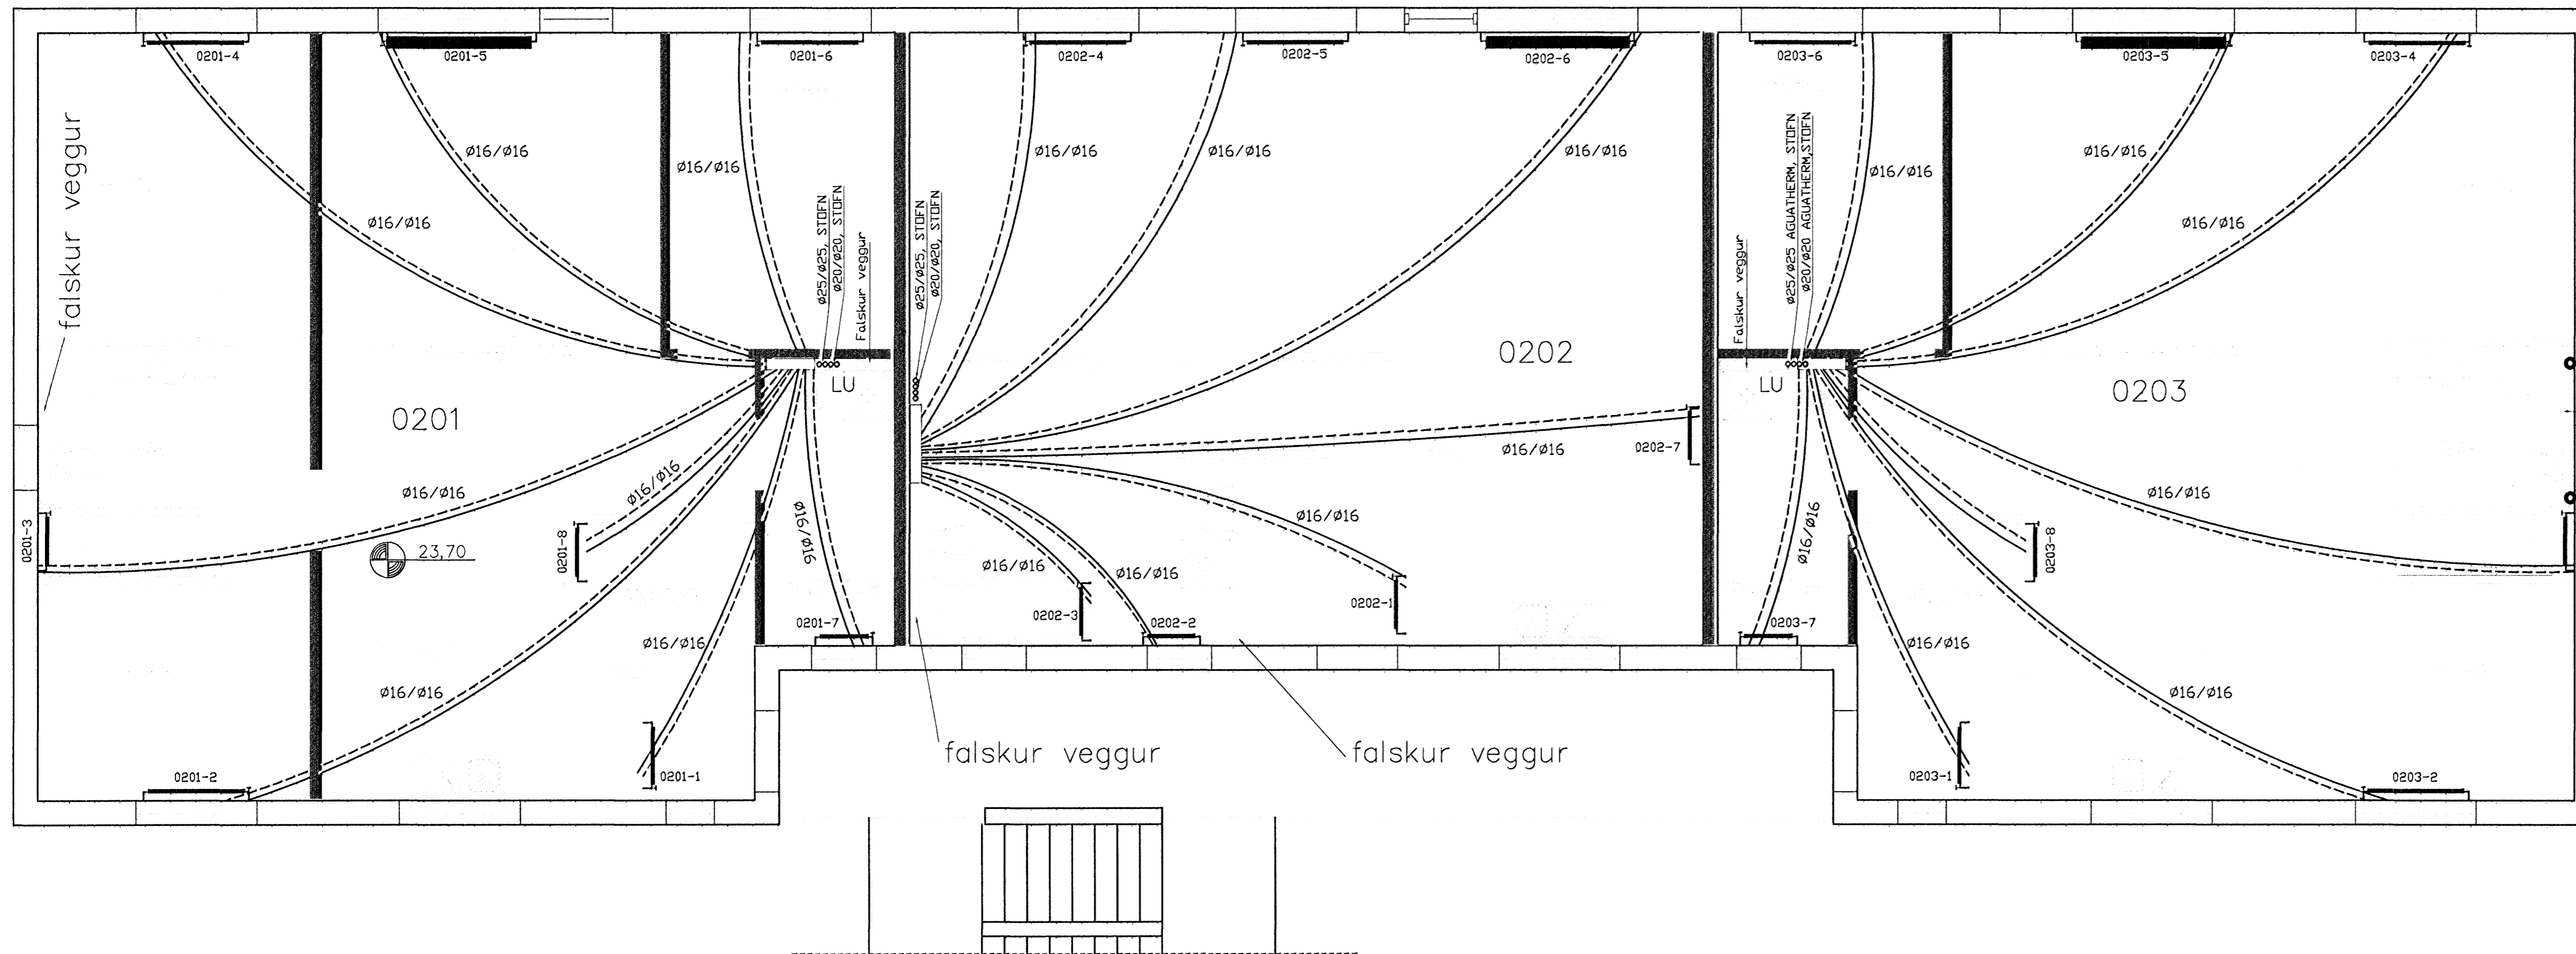 0201-4
0201-5
0201-6
0202-4
0202-5
0202-6
0203-6
0203-5
0203-4
falskur veggur
Ø16/Ø16
Ø16/Ø16
Ø16/Ø16
Ø16/Ø16
Ø16/Ø16
Ø16/Ø16
Ø16/Ø16
Ø16/Ø16
Ø16/Ø16
Ø16/Ø16
Ø25/Ø25, STOFN
Ø20/Ø20, STOFN
Falskur veggur
Ø25/Ø25, STOFN
Ø20/Ø20, STOFN
Falskur veggur
Ø25/Ø25 AGUATHERM, STOFN
Ø20/Ø20 AGUATHERM,STOFN
LU
LU
0201
0202
0203
Ø16/Ø16
Ø16/Ø16
Ø16/Ø16
Ø16/Ø16
0202-7
Ø16/Ø16
Ø16/Ø16
Ø16/Ø16
0201-3
23,70
0201-8
0203-8
Ø16/Ø16
Ø16/Ø16
0202-3
0202-1
0201-7
0202-2
0203-7
Ø16/Ø16
Ø16/Ø16
Ø16/Ø16
Ø16/Ø16
falskur veggur
falskur veggur
0201-2
0201-1
0203-1
0203-2